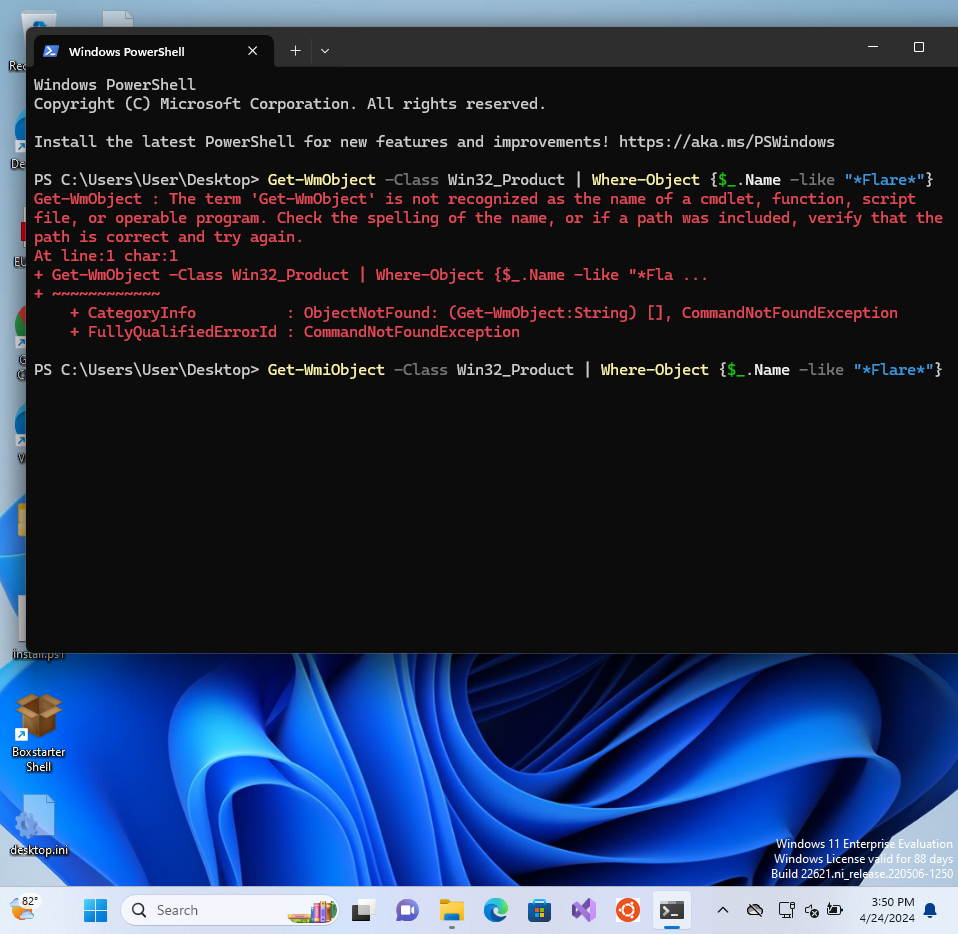 Windows PowerShell
Windows PowerShell
Copyright (C) Microsoft Corporation. All rights reserved.
Install the latest PowerShell for new features and improvements! https://aka.ms/PSWindows
PS C:\Users\User\Desktop> Get-WmObject -Class Win32_Product | Where-Object {$_.Name -like "*Flare*"}
Get-WmObject : The term 'Get-WmObject' is not recognized as the name of a cmdlet, function, script
file, or operable program. Check the spelling of the name, or if a path was included, verify that the
path is correct and try again.
At line:1 char:1
+ Get-WmObject -Class Win32_Product | Where-Object {$_.Name -like "*Fla ...
+ ~~~~~~~~~~~~
+ CategoryInfo : ObjectNotFound: (Get-WmObject:String) [], CommandNotFoundException
+ FullyQualifiedErrorId : CommandNotFoundException
PS C:\Users\User\Desktop> Get-WmiObject -Class Win32_Product | Where-Object {$_.Name -like "*Flare*"}
install.ps1
Boxstarter
Shell
desktop.ini
Windows 11 Enterprise Evaluation
Windows License valid for 88 days
Build 22621.ni_release.220506-1250
82°
Search
3:50 PM
4/24/2024